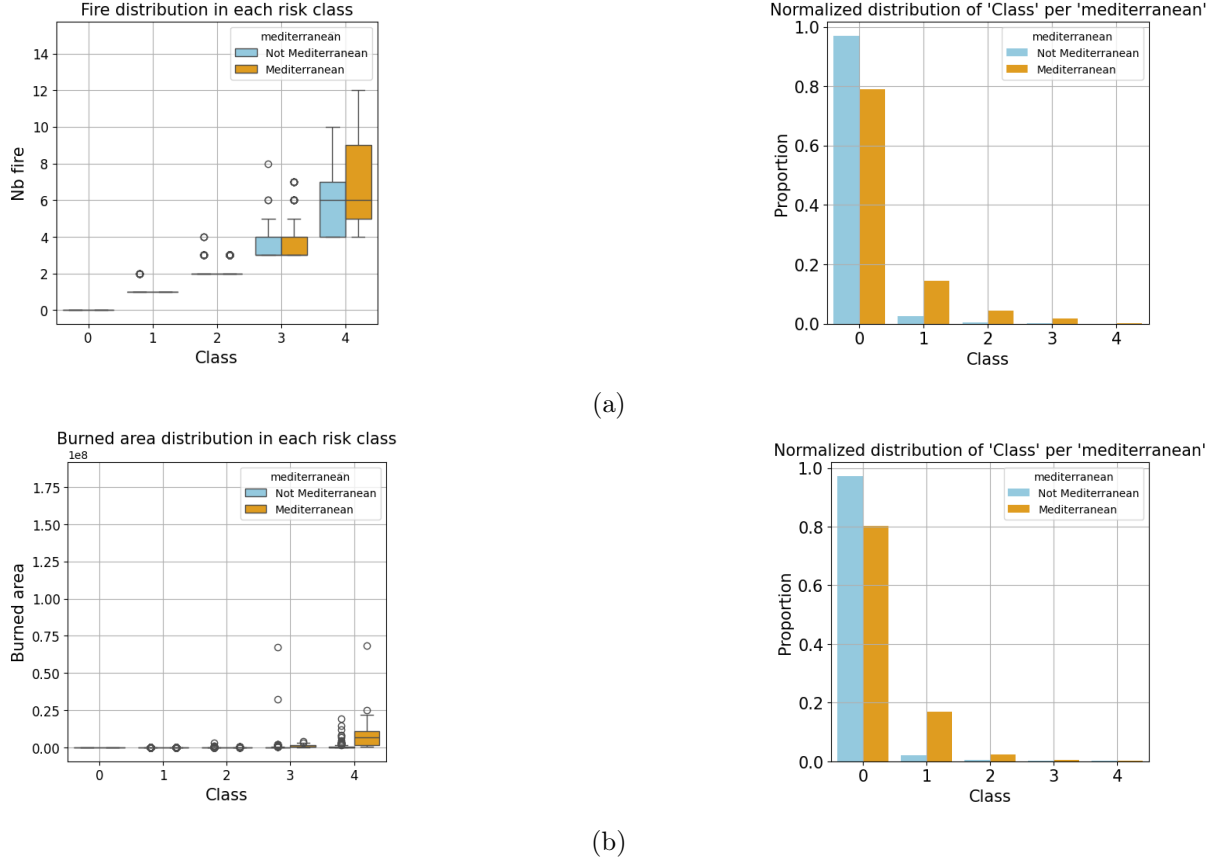 Fire distribution in each risk class
mediterranean
Not Mediterranean
Mediterranean
14
12
10
8
6
4
2
0
Nb fire
0 1 2 3 4
Class
Normalized distribution of 'Class' per 'mediterranean'
mediterranean
Not Mediterranean
Mediterranean
1.0
0.8
0.6
0.4
0.2
0.0
Proportion
0 1 2 3 4
Class
(a)
Burned area distribution in each risk class
1e8
mediterranean
Not Mediterranean
Mediterranean
1.75
1.50
1.25
1.00
0.75
0.50
0.25
0.00
Burned area
0 1 2 3 4
Class
Normalized distribution of 'Class' per 'mediterranean'
mediterranean
Not Mediterranean
Mediterranean
1.0
0.8
0.6
0.4
0.2
0.0
Proportion
0 1 2 3 4
Class
(b)